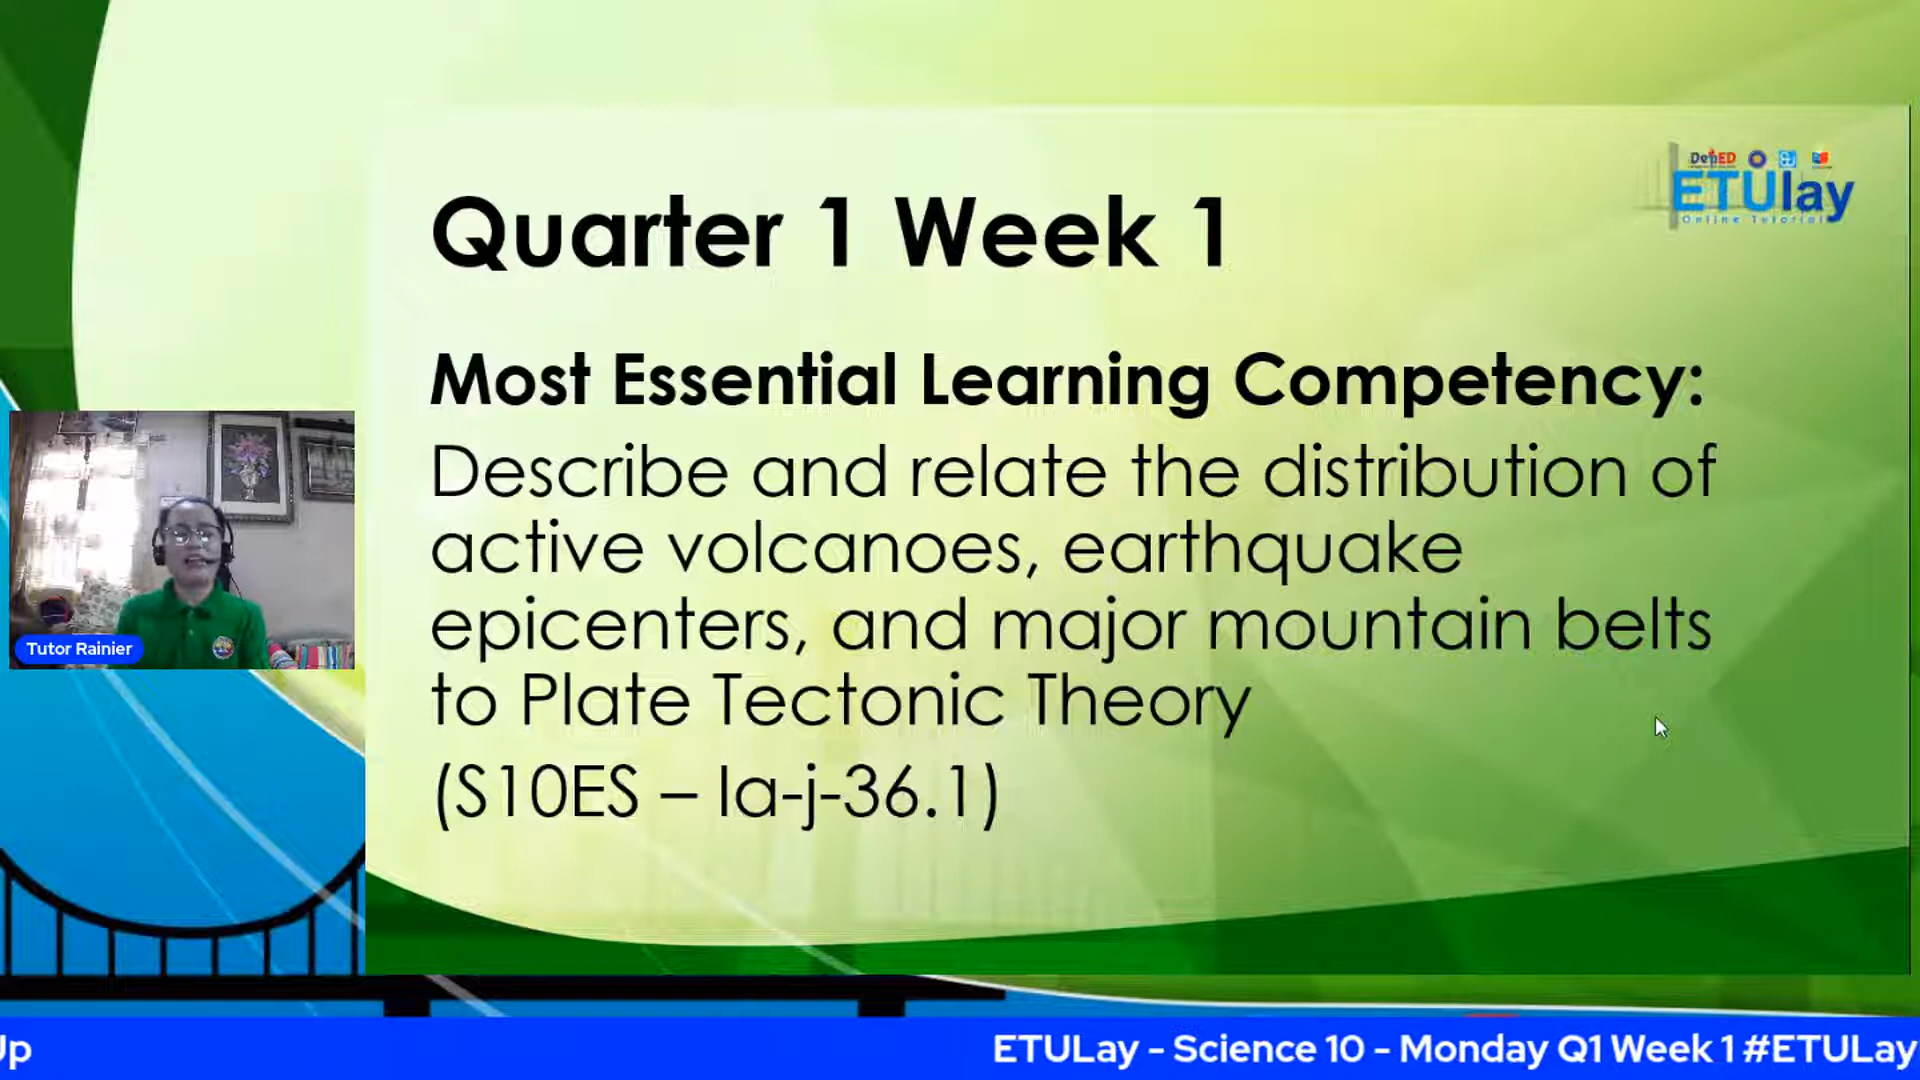 DepED
ETUlay
Online Tutorial
Quarter 1 Week 1
Most Essential Learning Competency:
Describe and relate the distribution of
active volcanoes, earthquake
epicenters, and major mountain belts
to Plate Tectonic Theory
(S10ES – Ia-j-36.1)
Tutor Rainier
Up
ETULay - Science 10 - Monday Q1 Week 1 #ETULay